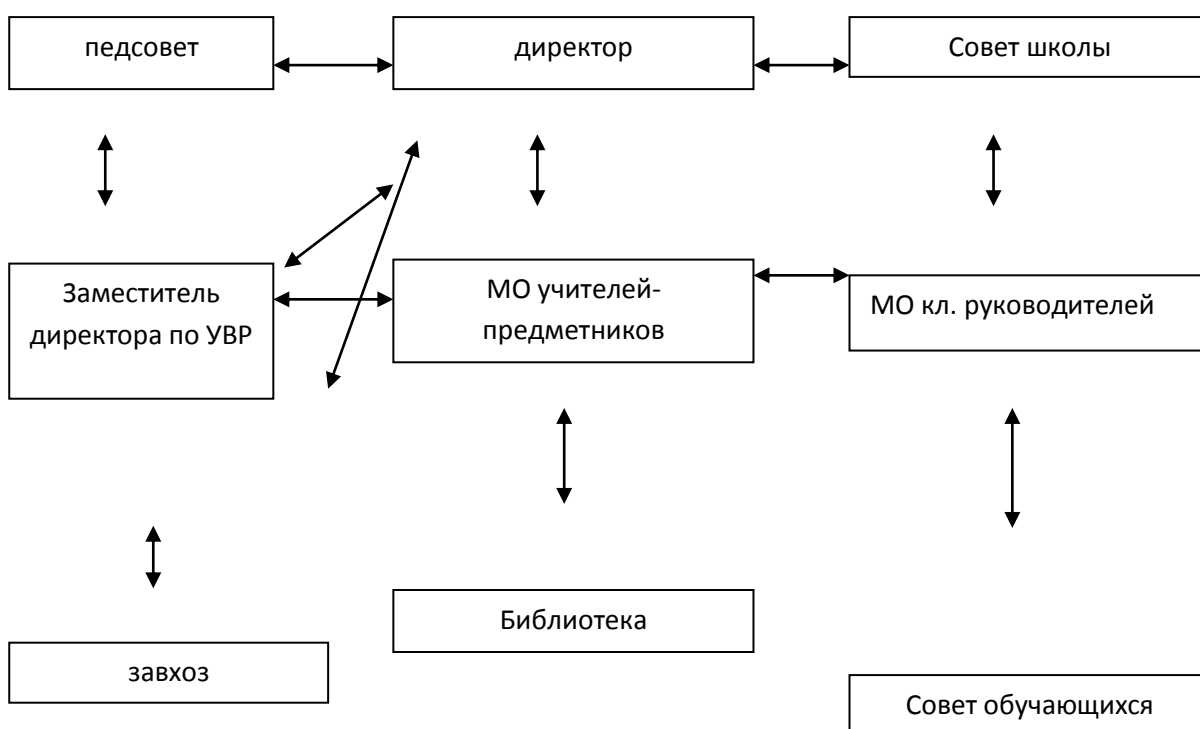 педсовет
директор
Совет школы
Заместитель
директора по УВР
МО учителей-
предметников
МО кл. руководителей
Библиотека
завхоз
Совет обучающихся